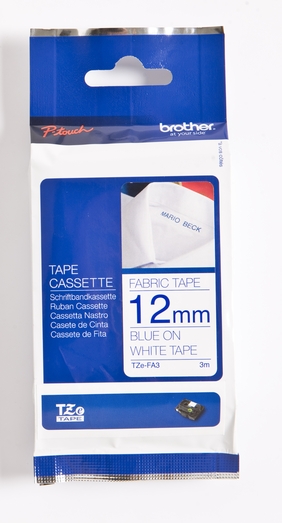 P-touch
brother
at your side
MARIO BECK
TAPE
CASSETTE
Schriftbandkassette
Ruban Cassette
Cassetta Nastro
Casete de Cinta
Cassete de Fita
FABRIC TAPE
12mm
BLUE ON
WHITE TAPE
TZe-FA3 3m
TZe
TAPE